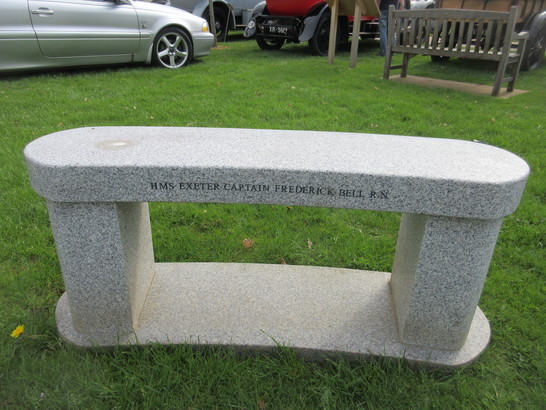 HMS EXETER CAPTAIN FREDERICK BELL R.N.